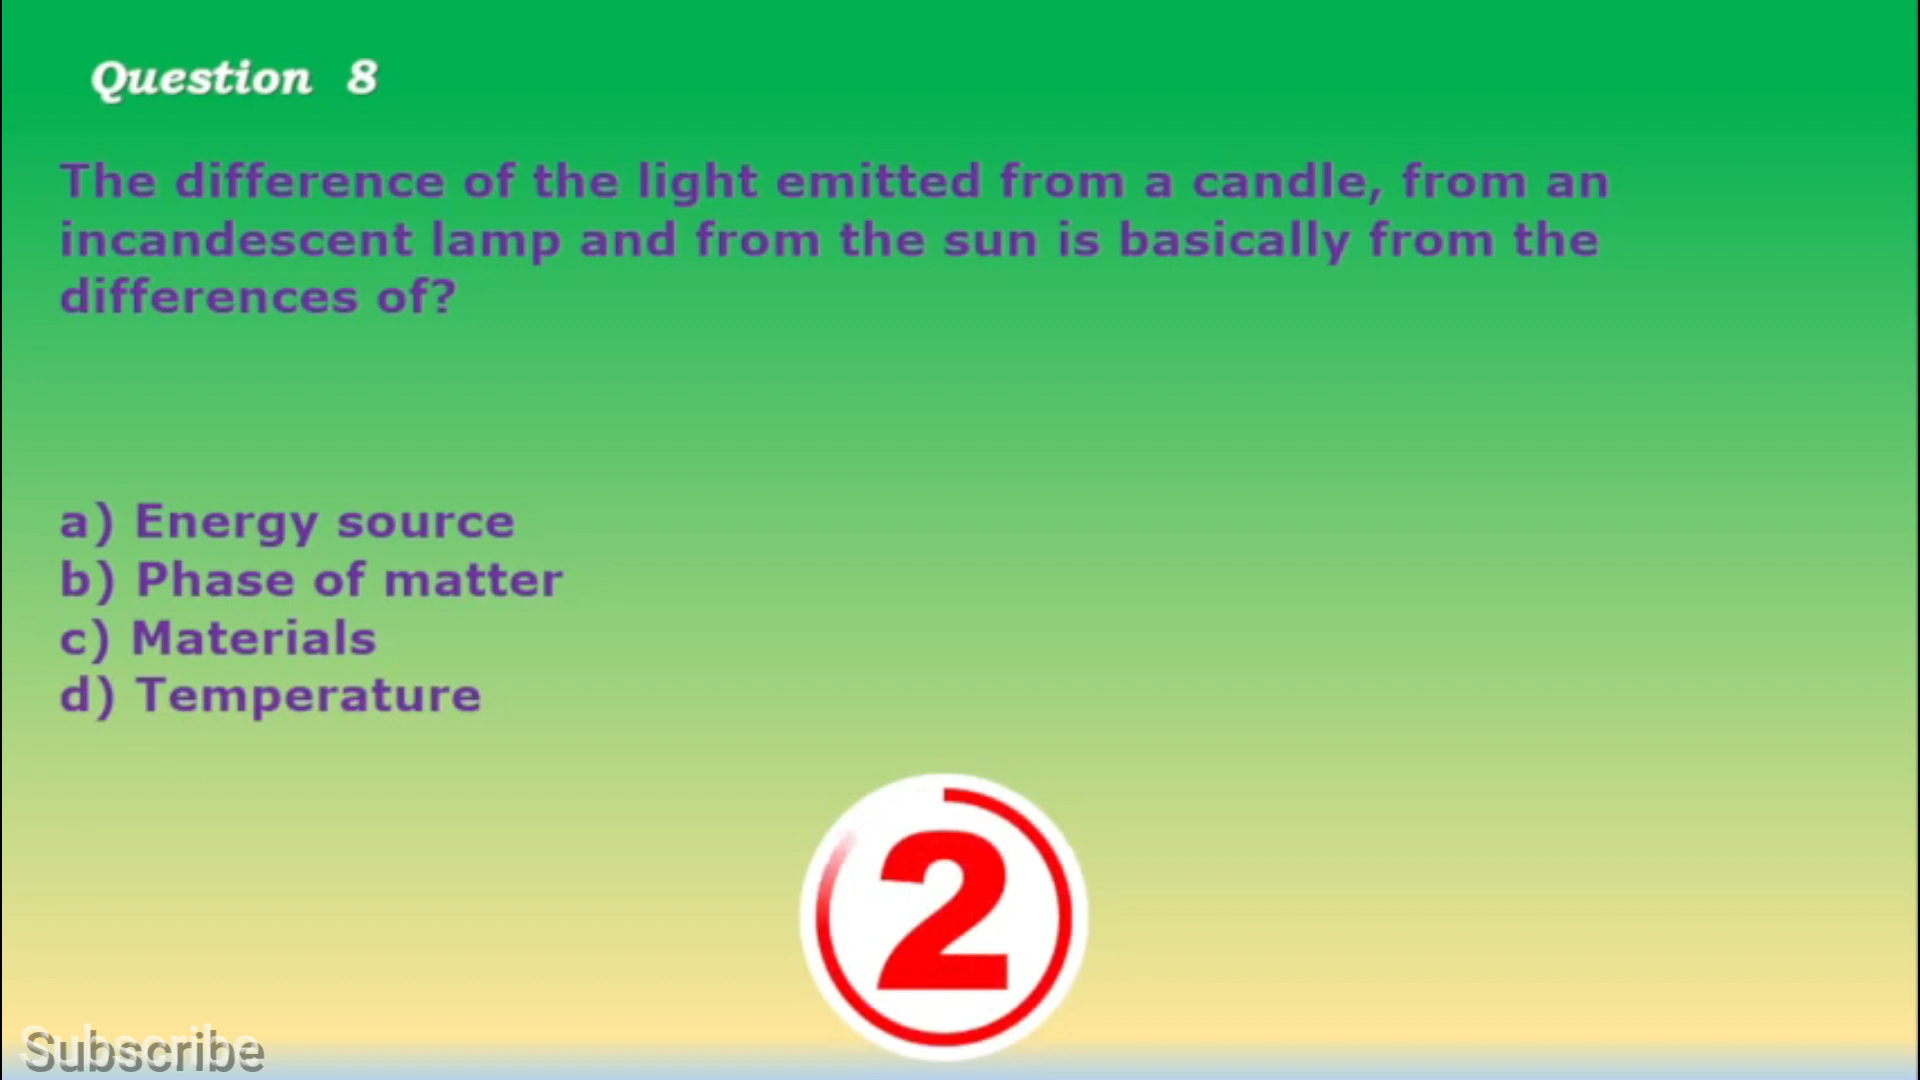 Question 8
The difference of the light emitted from a candle, from an
incandescent lamp and from the sun is basically from the
differences of?
a) Energy source
b) Phase of matter
c) Materials
d) Temperature
2
Subscribe